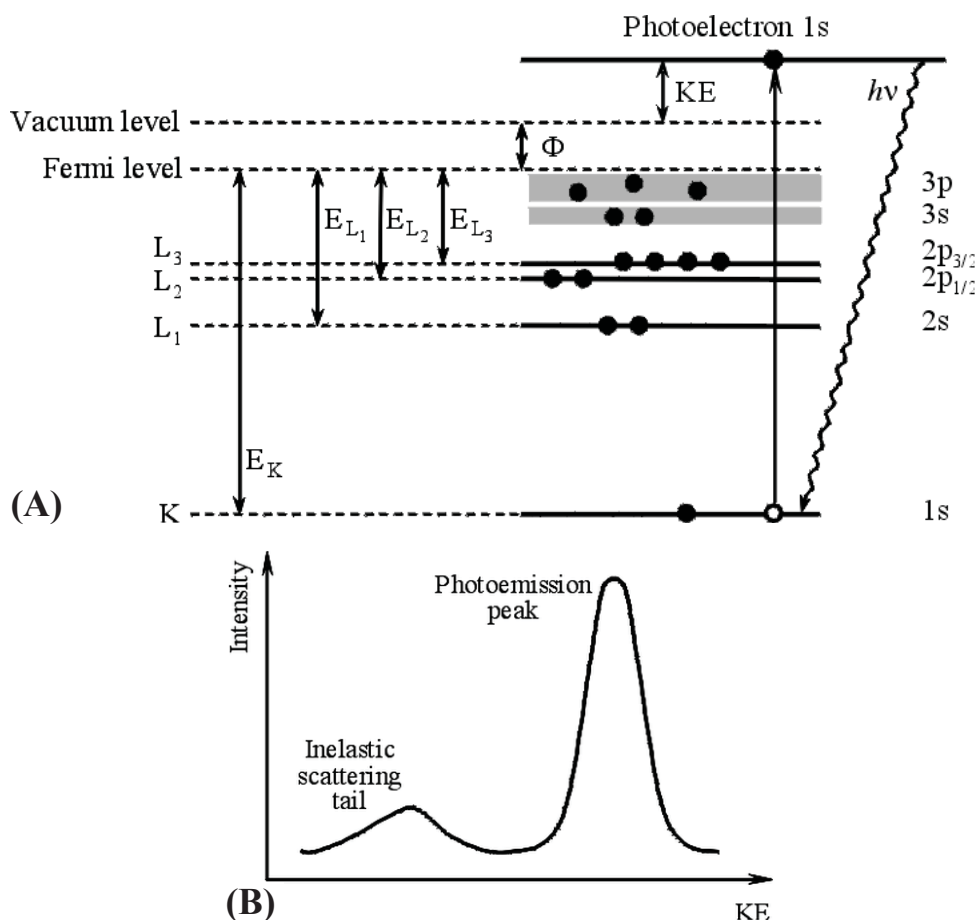 Photoelectron 1s
KE
hν
Vacuum level
Φ
Fermi level
3p
3s
E_L₁
E_L₂
E_L₃
L₃
2p₃/₂
L₂
2p₁/₂
L₁
2s
E_K
(A)
K
1s
Intensity
Photoemission
peak
Inelastic
scattering
tail
(B)
KE